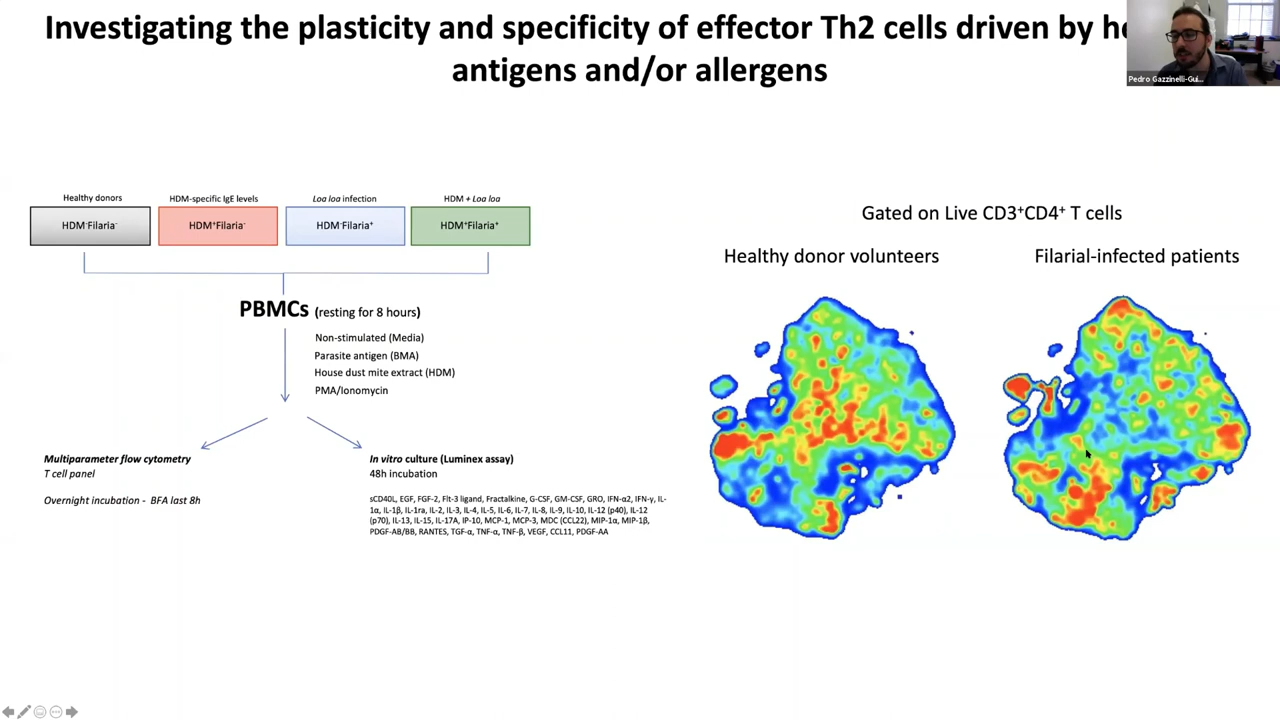 Investigating the plasticity and specificity of effector Th2 cells driven by
antigens and/or allergens
Pedro Gazzinelli-Gui...
Healthy donors
HDM-specific IgE levels
Loa loa infection
HDM + Loa loa
HDM⁻Filaria⁻
HDM⁺Filaria⁻
HDM⁻Filaria⁺
HDM⁺Filaria⁺
PBMCs (resting for 8 hours)
Non-stimulated (Media)
Parasite antigen (BMA)
House dust mite extract (HDM)
PMA/Ionomycin
Multiparameter flow cytometry
T cell panel
Overnight incubation - BFA last 8h
In vitro culture (Luminex assay)
48h incubation
sCD40L, EGF, FGF-2, Flt-3 ligand, Fractalkine, G-CSF, GM-CSF, GRO, IFN-α2, IFN-γ, IL-
1α, IL-1β, IL-1ra, IL-2, IL-3, IL-4, IL-5, IL-6, IL-7, IL-8, IL-9, IL-10, IL-12 (p40), IL-12
(p70), IL-13, IL-15, IL-17A, IP-10, MCP-1, MCP-3, MDC (CCL22), MIP-1α, MIP-1β,
PDGF-AB/BB, RANTES, TGF-α, TNF-α, TNF-β, VEGF, CCL11, PDGF-AA
Gated on Live CD3⁺CD4⁺ T cells
Healthy donor volunteers
Filarial-infected patients